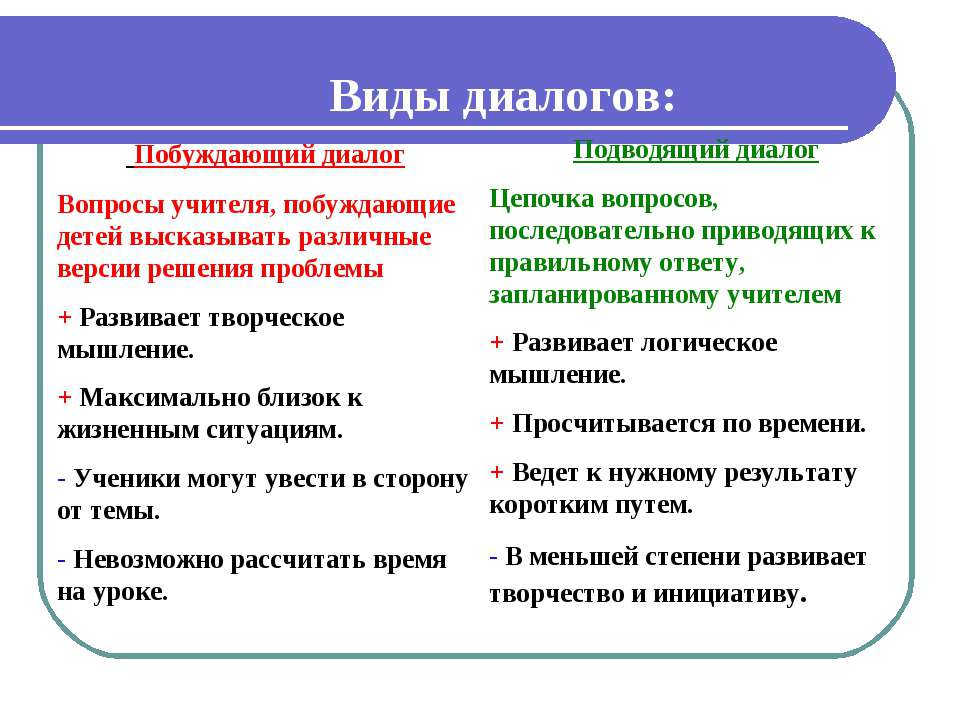 Виды диалогов:
Побуждающий диалог
Вопросы учителя, побуждающие
детей высказывать различные
версии решения проблемы
+ Развивает творческое
мышление.
+ Максимально близок к
жизненным ситуациям.
- Ученики могут увести в сторону
от темы.
- Невозможно рассчитать время
на уроке.
Подводящий диалог
Цепочка вопросов,
последовательно приводящих к
правильному ответу,
запланированному учителем
+ Развивает логическое
мышление.
+ Просчитывается по времени.
+ Ведет к нужному результату
коротким путем.
- В меньшей степени развивает
творчество и инициативу.